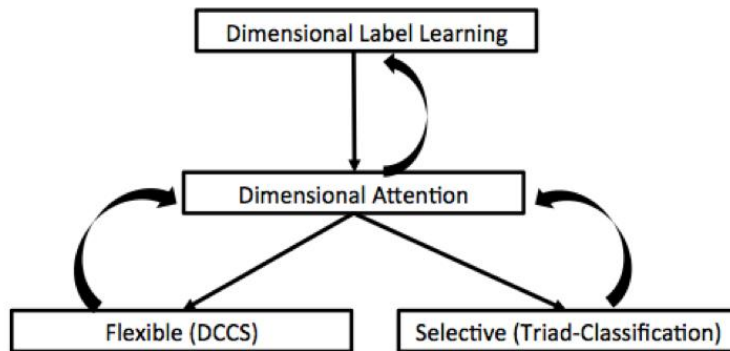 Dimensional Label Learning
Dimensional Attention
Flexible (DCCS)
Selective (Triad-Classification)